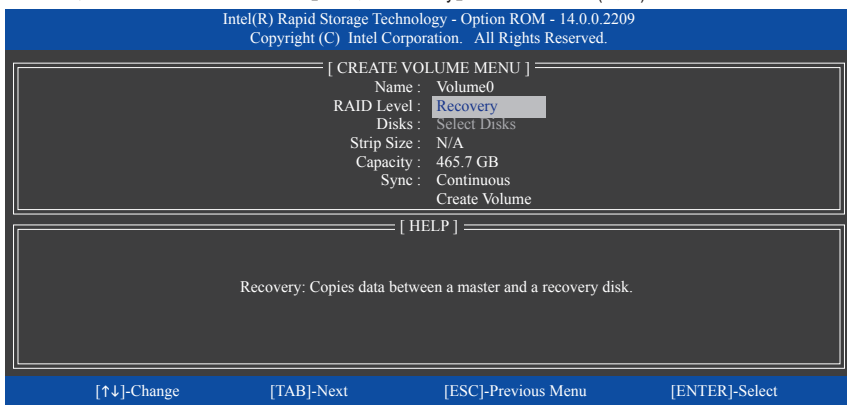 Intel(R) Rapid Storage Technology - Option ROM - 14.0.0.2209
Copyright (C) Intel Corporation. All Rights Reserved.
[ CREATE VOLUME MENU ]
Name : Volume0
RAID Level : Recovery
Disks : Select Disks
Strip Size : N/A
Capacity : 465.7 GB
Sync : Continuous
Create Volume
[ HELP ]
Recovery: Copies data between a master and a recovery disk.
[↑↓]-Change [TAB]-Next [ESC]-Previous Menu [ENTER]-Select